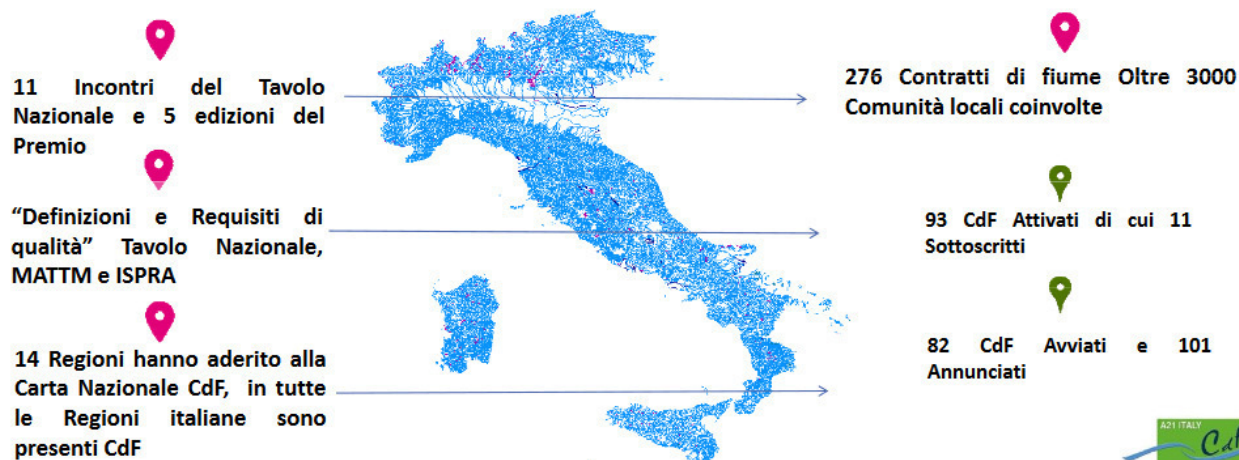 11 Incontri del Tavolo
Nazionale e 5 edizioni del
Premio
“Definizioni e Requisiti di
qualità” Tavolo Nazionale,
MATTM e ISPRA
14 Regioni hanno aderito alla
Carta Nazionale CdF, in tutte
le Regioni italiane sono
presenti CdF
276 Contratti di fiume Oltre 3000
Comunità locali coinvolte
93 CdF Attivati di cui 11
Sottoscritti
82 CdF Avviati e 101
Annunciati
A21 ITALY